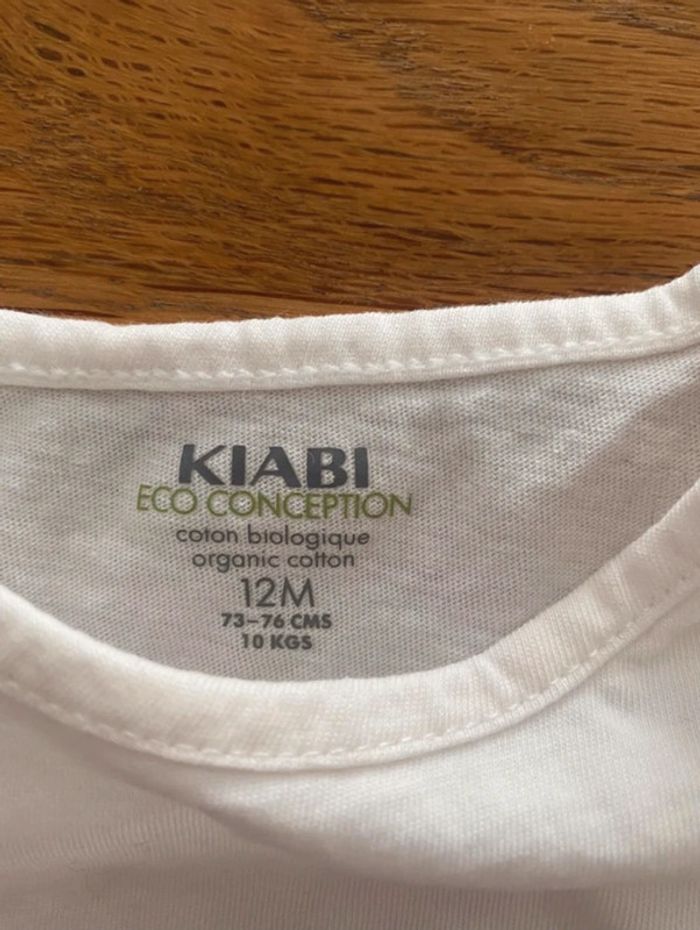 KIABI
ECO CONCEPTION
coton biologique
organic cotton
12M
73-76 CMS
10 KGS